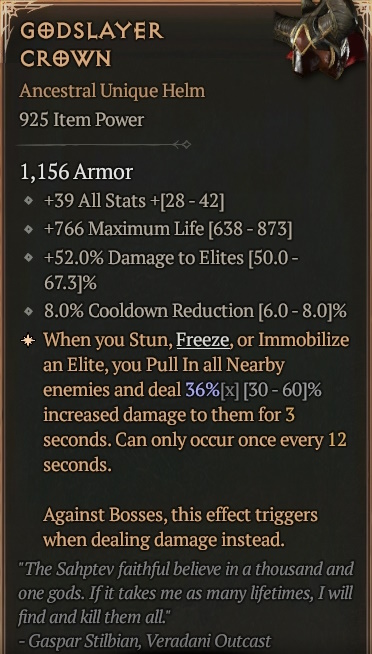 GODSLAYER
CROWN
Ancestral Unique Helm
925 Item Power
1,156 Armor
+39 All Stats +[28 - 42]
+766 Maximum Life [638 - 873]
+52.0% Damage to Elites [50.0 -
67.3]%
8.0% Cooldown Reduction [6.0 - 8.0]%
When you Stun, Freeze, or Immobilize
an Elite, you Pull In all Nearby
enemies and deal 36%[x] [30 - 60]%
increased damage to them for 3
seconds. Can only occur once every 12
seconds.
Against Bosses, this effect triggers
when dealing damage instead.
"The Sahptev faithful believe in a thousand and
one gods. If it takes me as many lifetimes, I will
find and kill them all."
- Gaspar Stilbian, Veradani Outcast